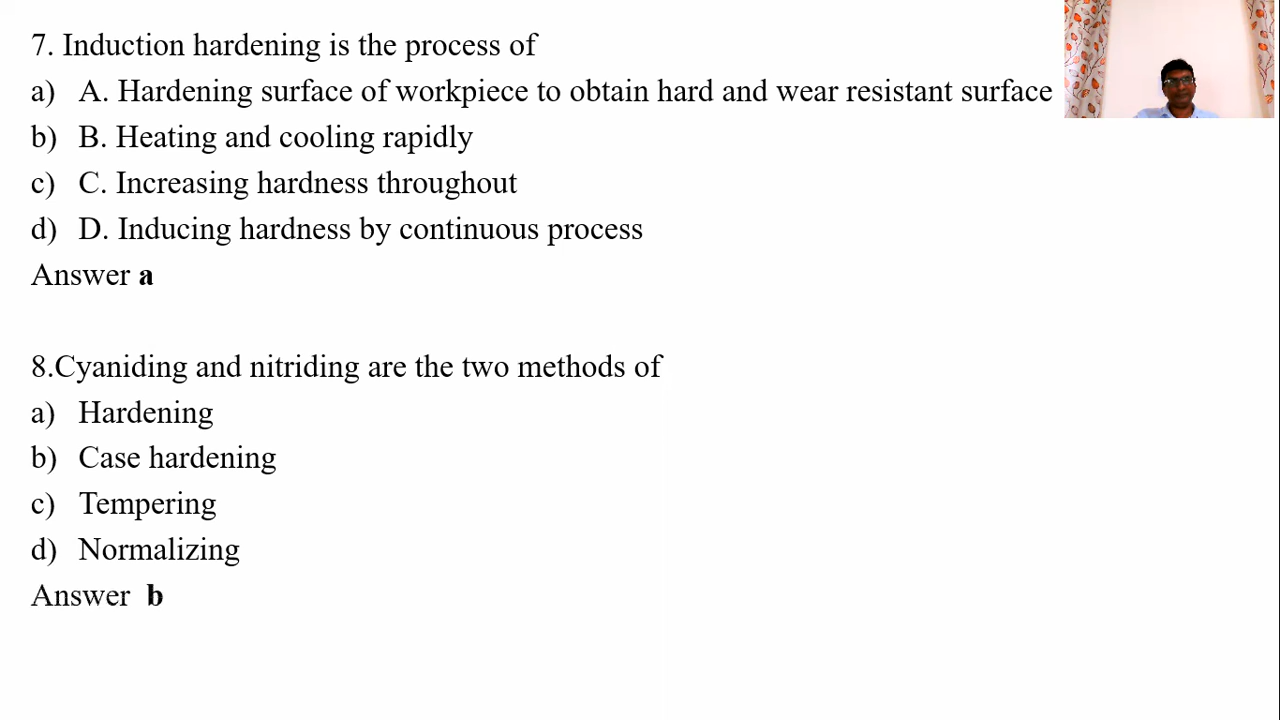 7. Induction hardening is the process of
a) A. Hardening surface of workpiece to obtain hard and wear resistant surface
b) B. Heating and cooling rapidly
c) C. Increasing hardness throughout
d) D. Inducing hardness by continuous process
Answer a
8.Cyaniding and nitriding are the two methods of
a) Hardening
b) Case hardening
c) Tempering
d) Normalizing
Answer b